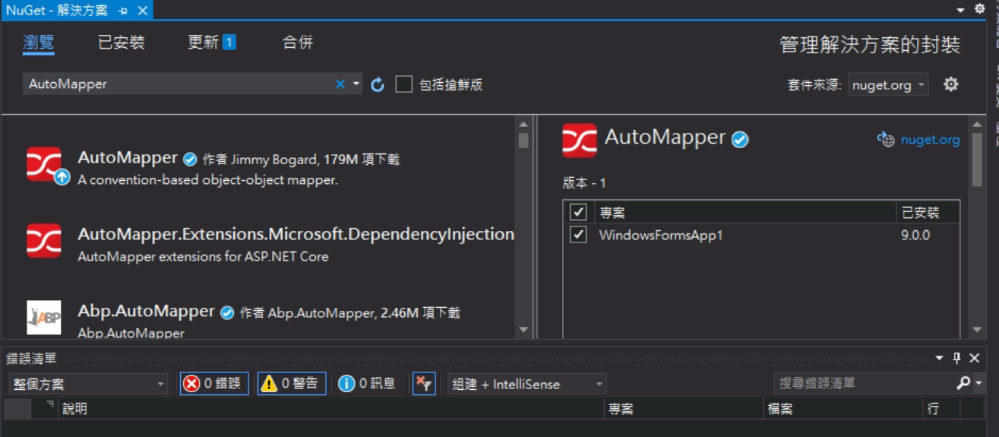 NuGet - 解決方案
瀏覽 已安裝 更新 1 合併
管理解決方案的封裝
AutoMapper
包括搶鮮版
套件來源: nuget.org
AutoMapper 作者 Jimmy Bogard, 179M 項下載
A convention-based object-object mapper.
AutoMapper.Extensions.Microsoft.DependencyInjection
AutoMapper extensions for ASP.NET Core
ABP
Abp.AutoMapper 作者 Abp.AutoMapper, 2.46M 項下載
Abp.AutoMapper
AutoMapper
nuget.org
版本 - 1
專案 已安裝
WindowsFormsApp1 9.0.0
錯誤清單
整個方案 0 錯誤 0 警告 0 訊息 組建 + IntelliSense 搜尋錯誤清單
說明 專案 檔案 行